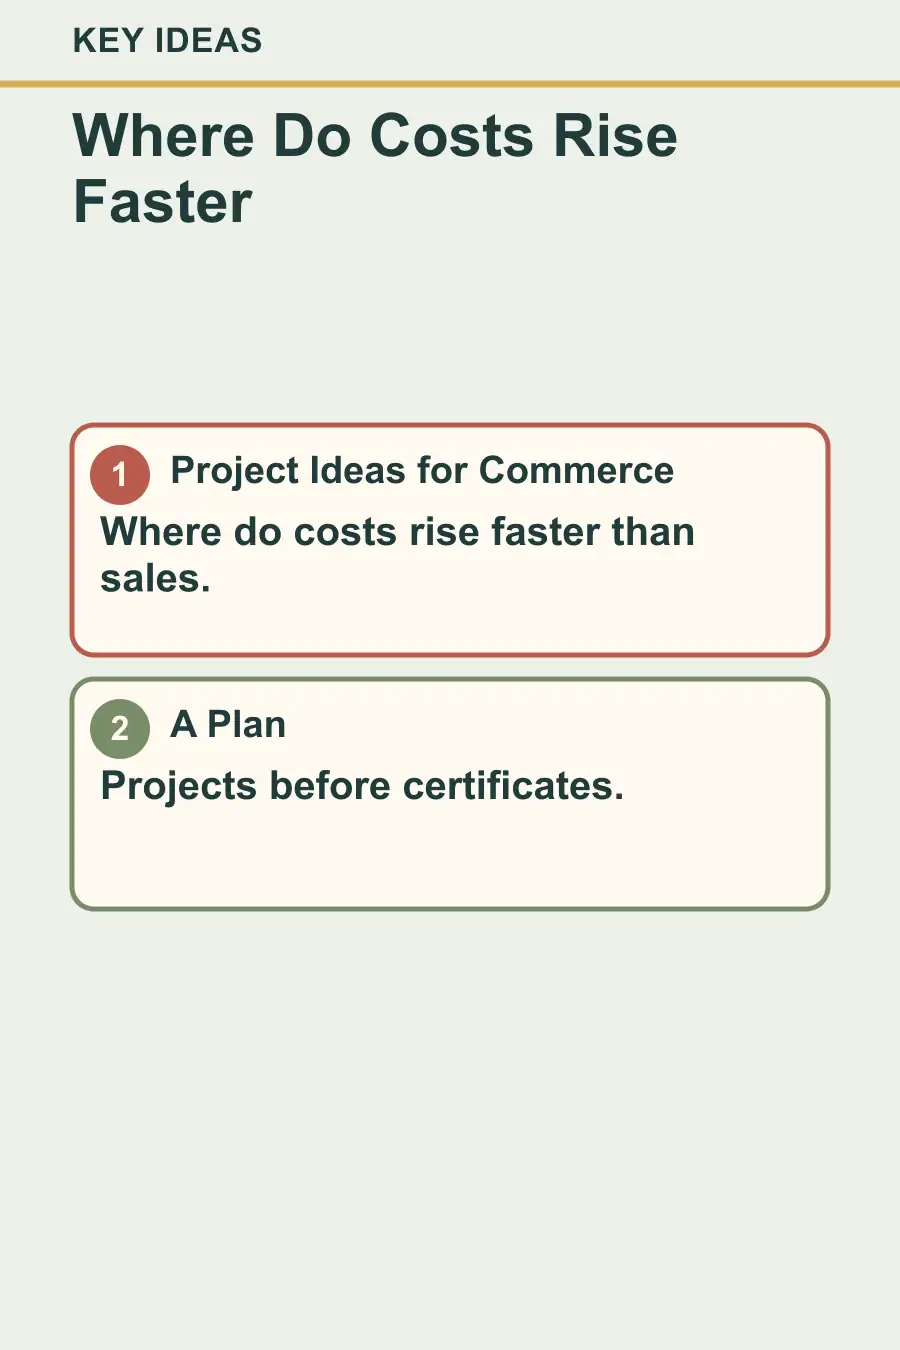 KEY IDEAS
Where Do Costs Rise
Faster
1 Project Ideas for Commerce
Where do costs rise faster than
sales.
2 A Plan
Projects before certificates.